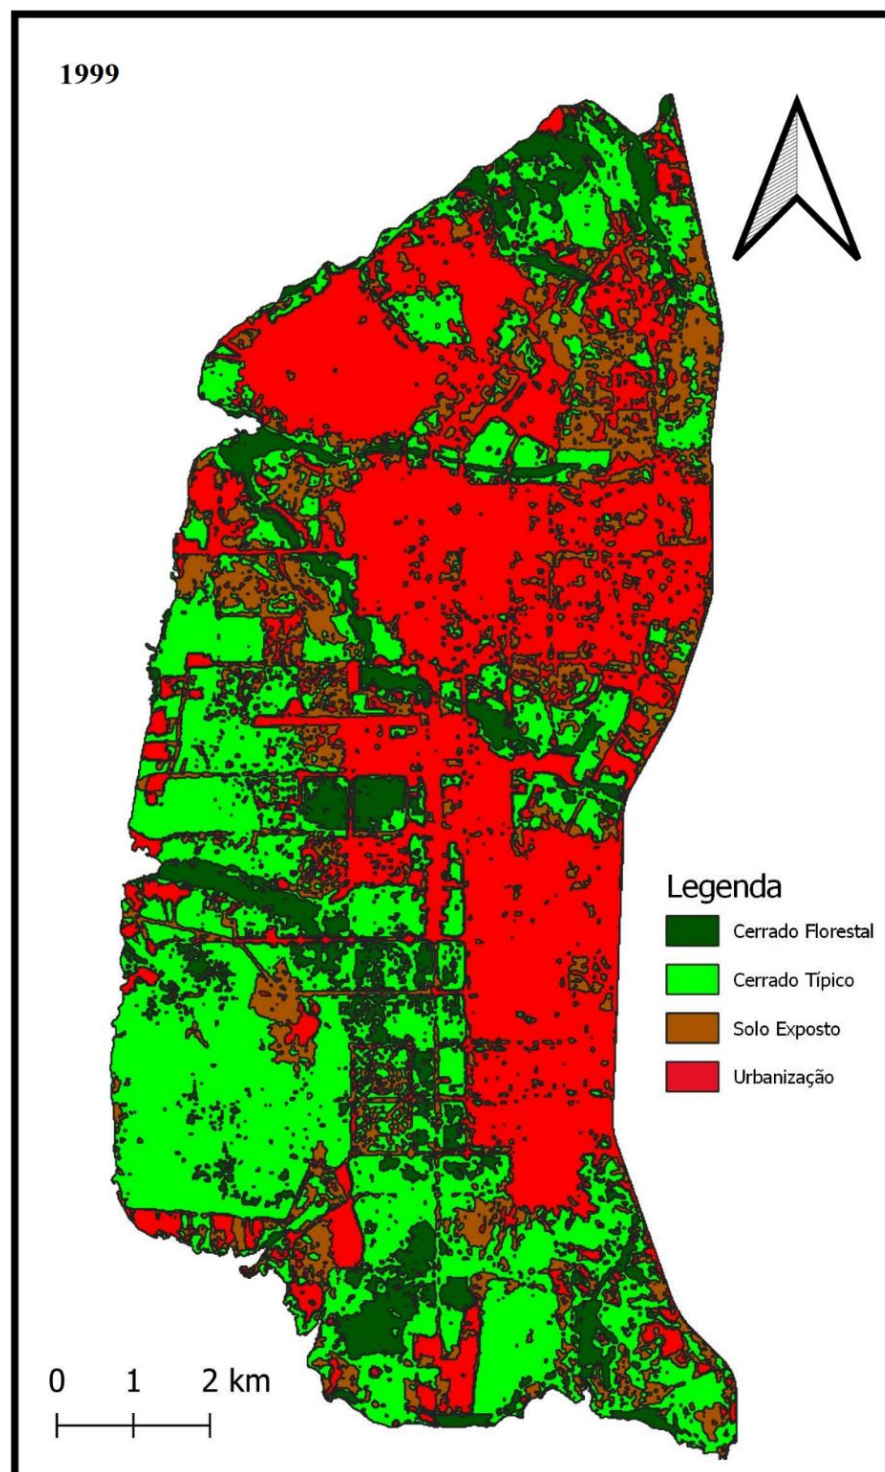 1999
Legenda
Cerrado Florestal
Cerrado Típico
Solo Exposto
Urbanização
0 1 2 km